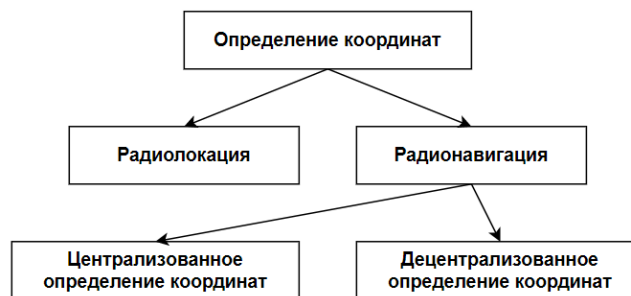 Определение координат
Радиолокация
Радионавигация
Централизованное
определение координат
Децентрализованное
определение координат